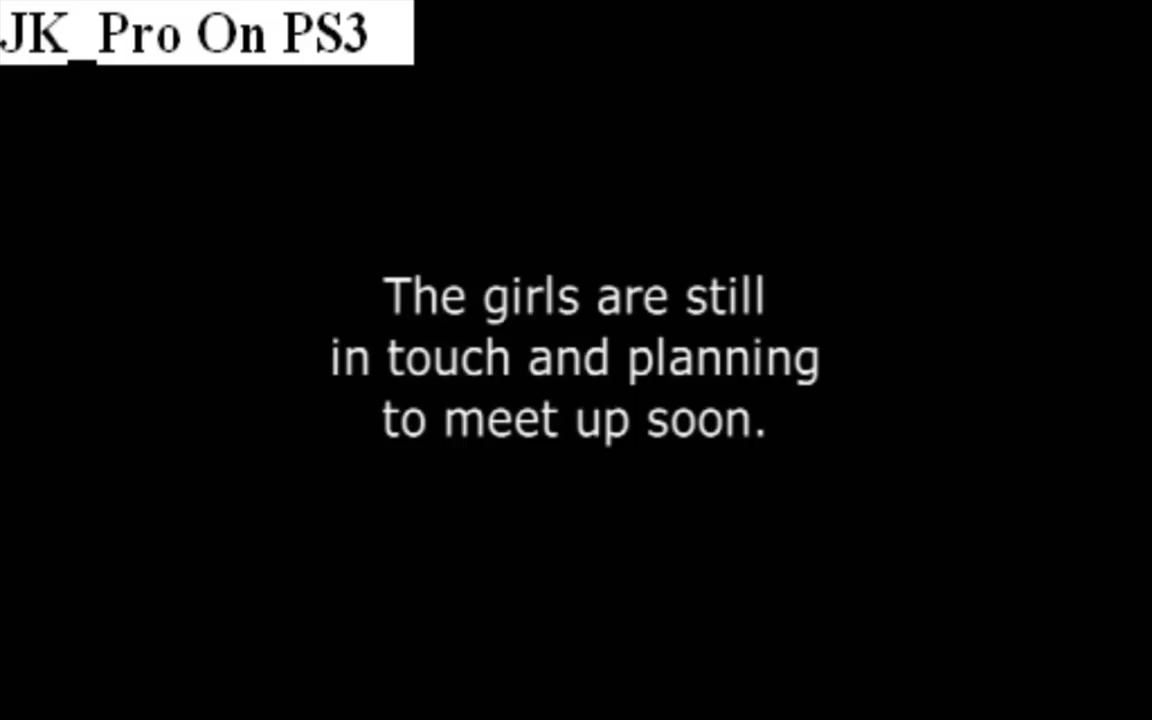 JK_Pro On PS3
The girls are still
in touch and planning
to meet up soon.